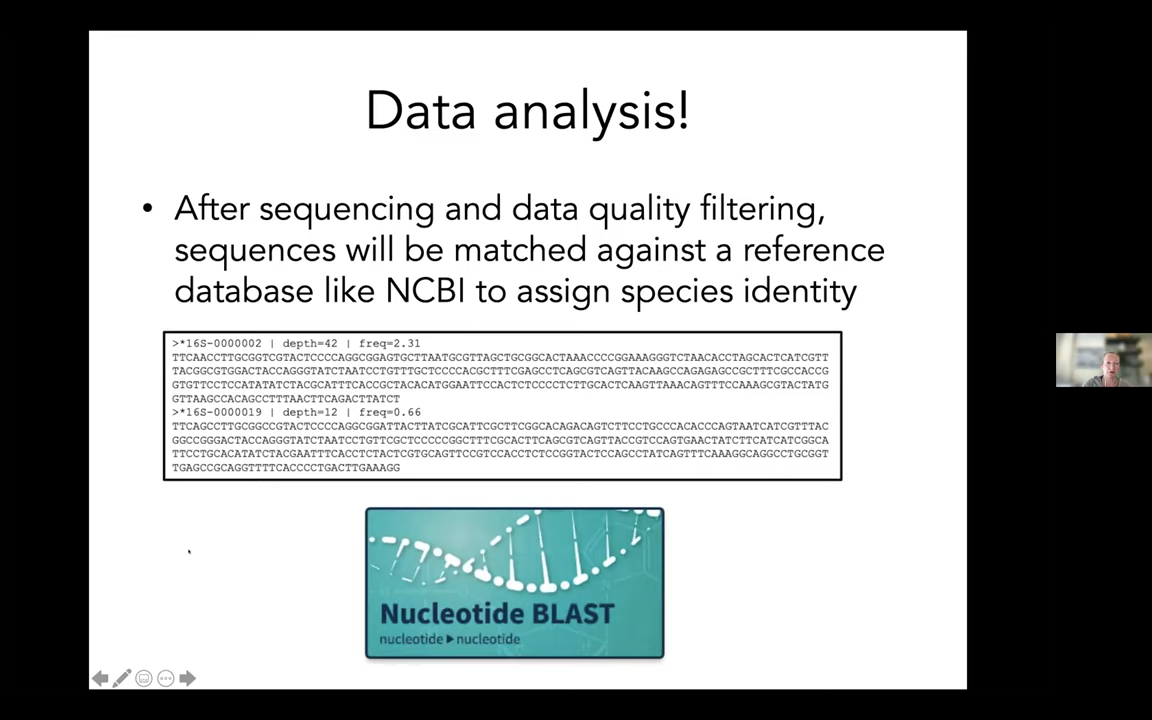 Data analysis!
• After sequencing and data quality filtering,
sequences will be matched against a reference
database like NCBI to assign species identity
>*16S-0000002 | depth=42 | freq=2.31
TTCAACCTTGCGGTCGTACTCCCCAGGCGGAGTGCTTAATGCGTTAGCTGCGGCACTAAACCCCGGAAAGGGTCTAACACCTAGCACTCATCGTT
TACGGCGTGGACTACCAGGGTATCTAATCCTGTTTGCTCCCCACGCTTTCGAGCCTCAGCGTCAGTTACAAGCCAGAGAGCCGCTTTCGCCACCG
GTGTTCCTCCATATATCTACGCATTTCACCGCTACACATGGAATTCCACTCTCCCCTCTTGCACTCAAGTTAAACAGTTTCCAAAGCGTACTATG
GTTAAGCCACAGCCTTTAACTTCAGACTTATCT
>*16S-0000019 | depth=12 | freq=0.66
TTCAGCCTTGCGGCCGTACTCCCCAGGCGGATTACTTATCGCATTCGCTTCGGCACAGACAGTCTTCCTGCCCACACCCAGTAATCATCGTTTAC
GGCCGGGACTACCAGGGTATCTAATCCTGTTCGCTCCCCCGGCTTTCGCACTTCAGCGTCAGTTACCGTCCAGTGAACTATCTTCATCATCGGCA
TTCCTGCACATATCTACGAATTTCACCTCTACTCGTGCAGTTCCGTCCACCTCTCCGGTACTCCAGCCTATCAGTTTCAAAGGCAGGCCTGCGGT
TGAGCCGCAGGTTTTCACCCCTGACTTGAAAGG
Nucleotide BLAST
nucleotide ▶ nucleotide